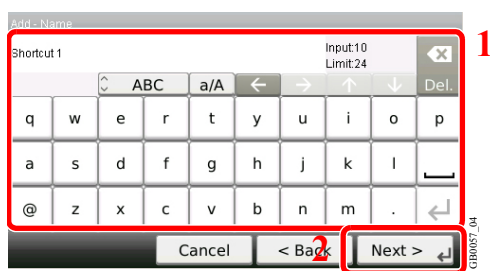 Add - Name
Shortcut 1
Input:10
Limit:24
1
ABC a/A Del.
q w e r t y u i o p
a s d f g h j k l
@ z x c v b n m .
Cancel < Back 2 Next >
GB0057_04